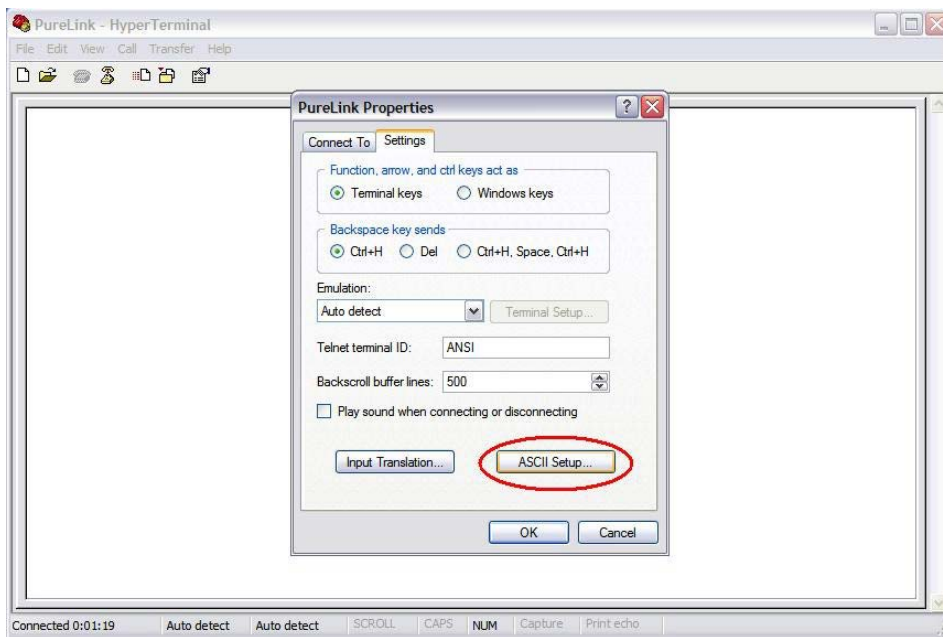 PureLink - HyperTerminal
File Edit View Call Transfer Help
PureLink Properties
Connect To Settings
Function, arrow, and ctrl keys act as
Terminal keys Windows keys
Backspace key sends
Ctrl+H Del Ctrl+H, Space, Ctrl+H
Emulation:
Auto detect Terminal Setup...
Telnet terminal ID: ANSI
Backscroll buffer lines: 500
Play sound when connecting or disconnecting
Input Translation... ASCII Setup...
OK Cancel
Connected 0:01:19 Auto detect Auto detect SCROLL CAPS NUM Capture Print echo